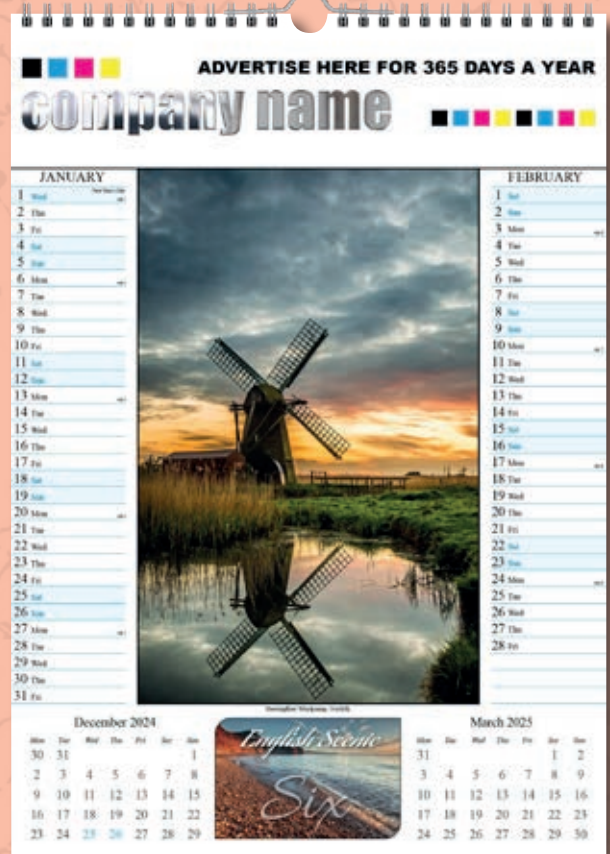 ADVERTISE HERE FOR 365 DAYS A YEAR
company name
JANUARY
1 Wed
2 Thu
3 Fri
4 Sat
5 Sun
6 Mon
7 Tue
8 Wed
9 Thu
10 Fri
11 Sat
12 Sun
13 Mon
14 Tue
15 Wed
16 Thu
17 Fri
18 Sat
19 Sun
20 Mon
21 Tue
22 Wed
23 Thu
24 Fri
25 Sat
26 Sun
27 Mon
28 Tue
29 Wed
30 Thu
31 Fri
FEBRUARY
1 Sat
2 Sun
3 Mon
4 Tue
5 Wed
6 Thu
7 Fri
8 Sat
9 Sun
10 Mon
11 Tue
12 Wed
13 Thu
14 Fri
15 Sat
16 Sun
17 Mon
18 Tue
19 Wed
20 Thu
21 Fri
22 Sat
23 Sun
24 Mon
25 Tue
26 Wed
27 Thu
28 Fri
December 2024
Mon Tue Wed Thu Fri Sat Sun
30 31 1
2 3 4 5 6 7 8
9 10 11 12 13 14 15
16 17 18 19 20 21 22
23 24 25 26 27 28 29
English Scenic
Six
March 2025
Mon Tue Wed Thu Fri Sat Sun
31 1 2
3 4 5 6 7 8 9
10 11 12 13 14 15 16
17 18 19 20 21 22 23
24 25 26 27 28 29 30